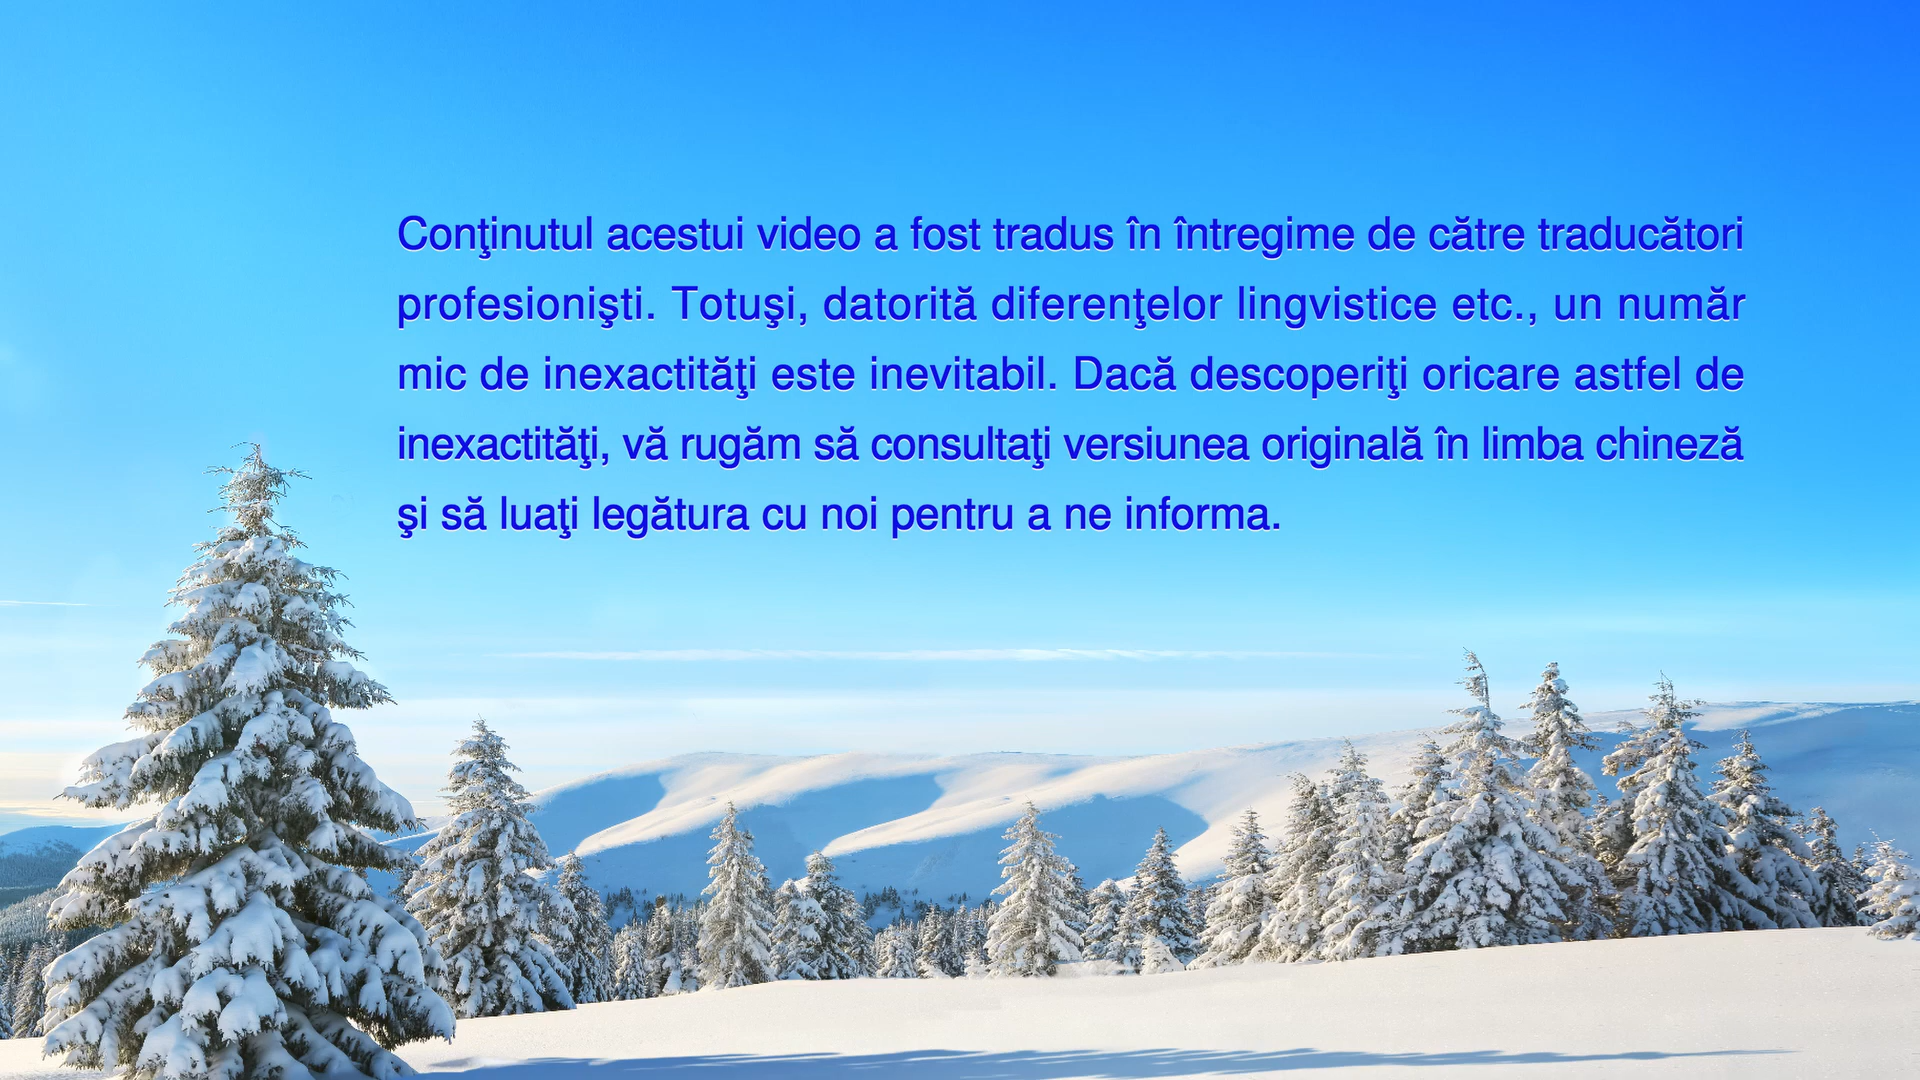 Conţinutul acestui video a fost tradus în întregime de către traducători
profesionişti. Totuşi, datorită diferenţelor lingvistice etc., un număr
mic de inexactităţi este inevitabil. Dacă descoperiţi oricare astfel de
inexactităţi, vă rugăm să consultaţi versiunea originală în limba chineză
şi să luaţi legătura cu noi pentru a ne informa.